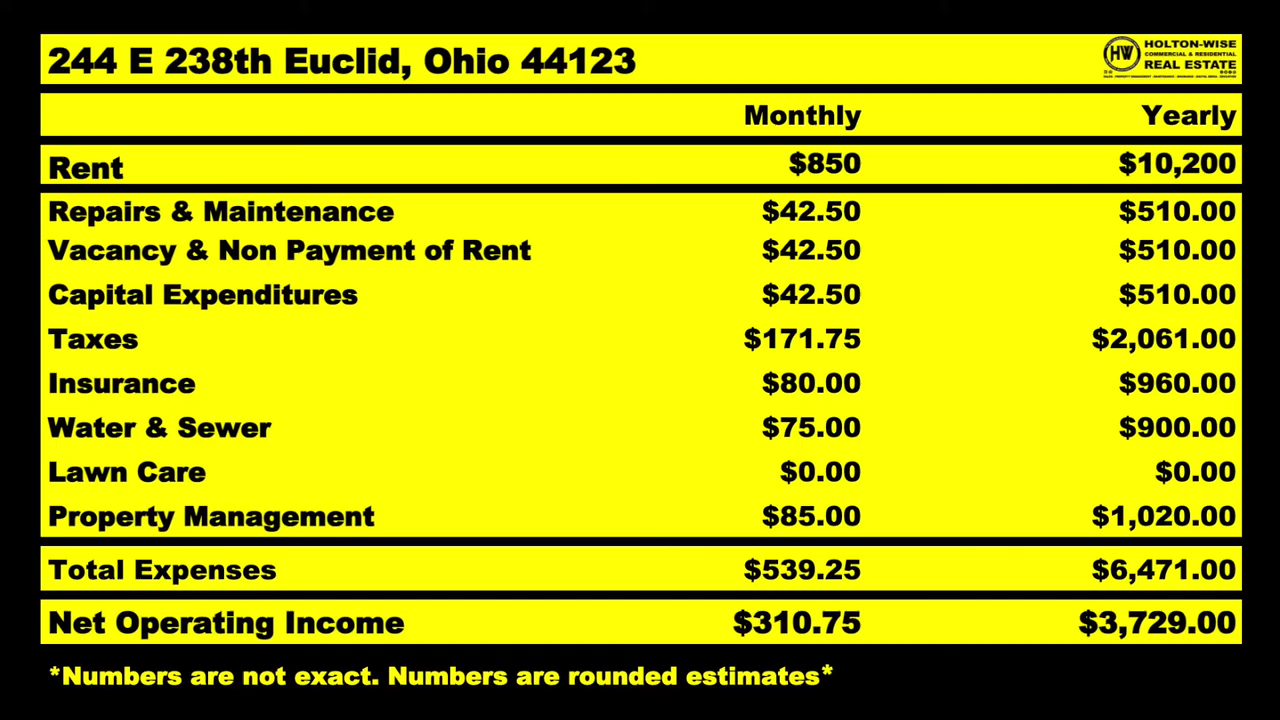 244 E 238th Euclid, Ohio 44123
HOLTON-WISE
COMMERCIAL & RESIDENTIAL
REAL ESTATE
HW
Monthly Yearly
Rent $850 $10,200
Repairs & Maintenance $42.50 $510.00
Vacancy & Non Payment of Rent $42.50 $510.00
Capital Expenditures $42.50 $510.00
Taxes $171.75 $2,061.00
Insurance $80.00 $960.00
Water & Sewer $75.00 $900.00
Lawn Care $0.00 $0.00
Property Management $85.00 $1,020.00
Total Expenses $539.25 $6,471.00
Net Operating Income $310.75 $3,729.00
*Numbers are not exact. Numbers are rounded estimates*